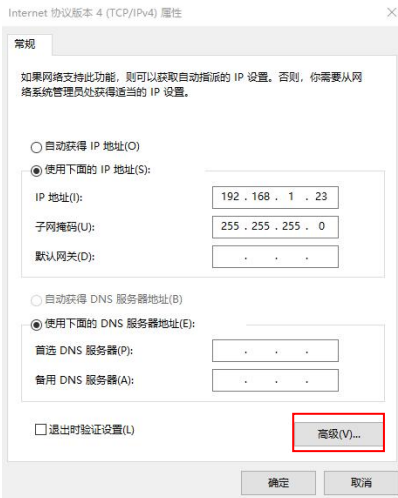 Internet 协议版本 4 (TCP/IPv4) 属性
常规
如果网络支持此功能，则可以获取自动指派的 IP 设置。否则，你需要从网
络系统管理员处获得适当的 IP 设置。
自动获得 IP 地址(O)
使用下面的 IP 地址(S):
IP 地址(I): 192 . 168 . 1 . 23
子网掩码(U): 255 . 255 . 255 . 0
默认网关(D): . . .
自动获得 DNS 服务器地址(B)
使用下面的 DNS 服务器地址(E):
首选 DNS 服务器(P): . . .
备用 DNS 服务器(A): . . .
退出时验证设置(L)
高级(V)...
确定 取消